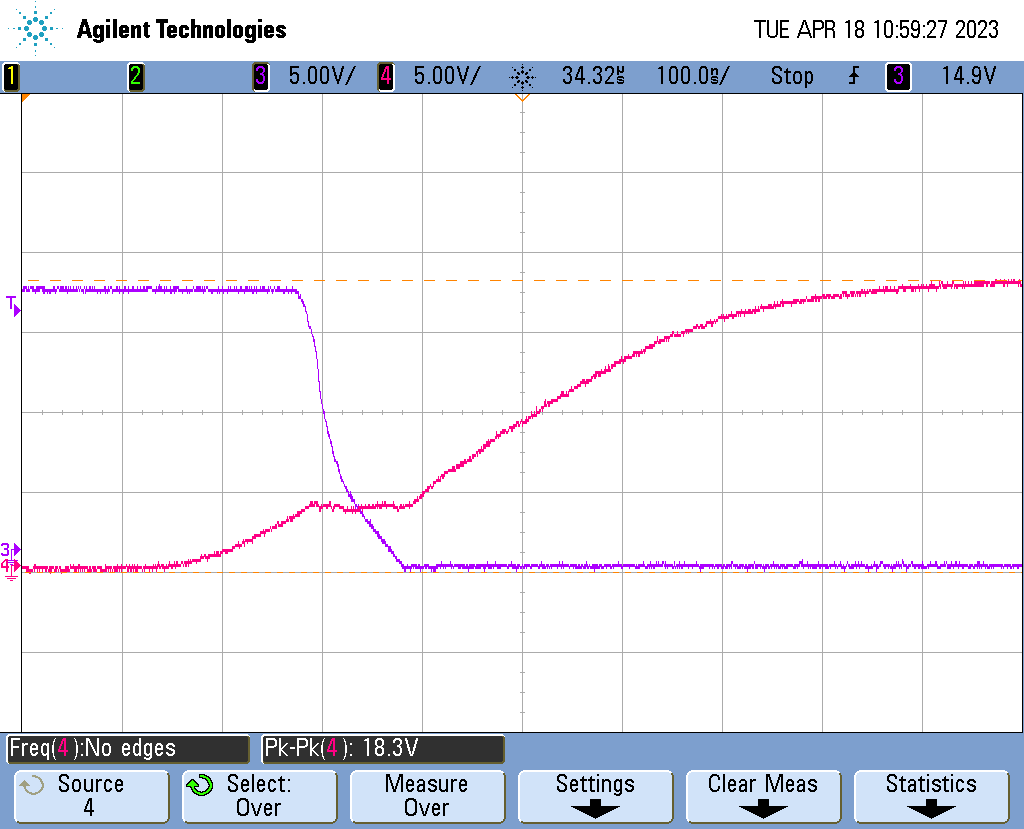 Agilent Technologies
TUE APR 18 10:59:27 2023
1 2 3 5.00V/ 4 5.00V/ 34.32µs 100.0ns/ Stop 3 14.9V
T
3
4
Freq(4):No edges Pk-Pk(4): 18.3V
Source Select: Measure Settings Clear Meas Statistics
4 Over Over